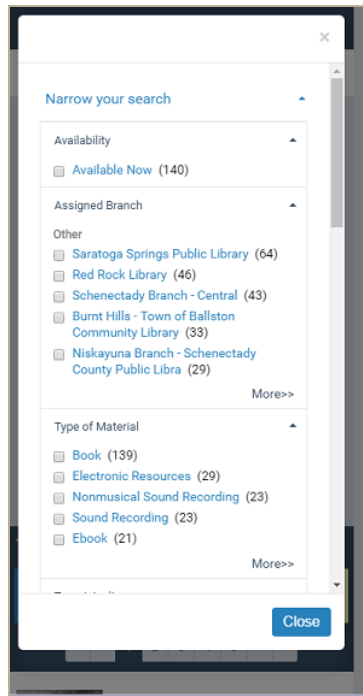 ×
Narrow your search
Availability
Available Now (140)
Assigned Branch
Other
Saratoga Springs Public Library (64)
Red Rock Library (46)
Schenectady Branch - Central (43)
Burnt Hills - Town of Ballston
Community Library (33)
Niskayuna Branch - Schenectady
County Public Libra (29)
More>>
Type of Material
Book (139)
Electronic Resources (29)
Nonmusical Sound Recording (23)
Sound Recording (23)
Ebook (21)
More>>
Close